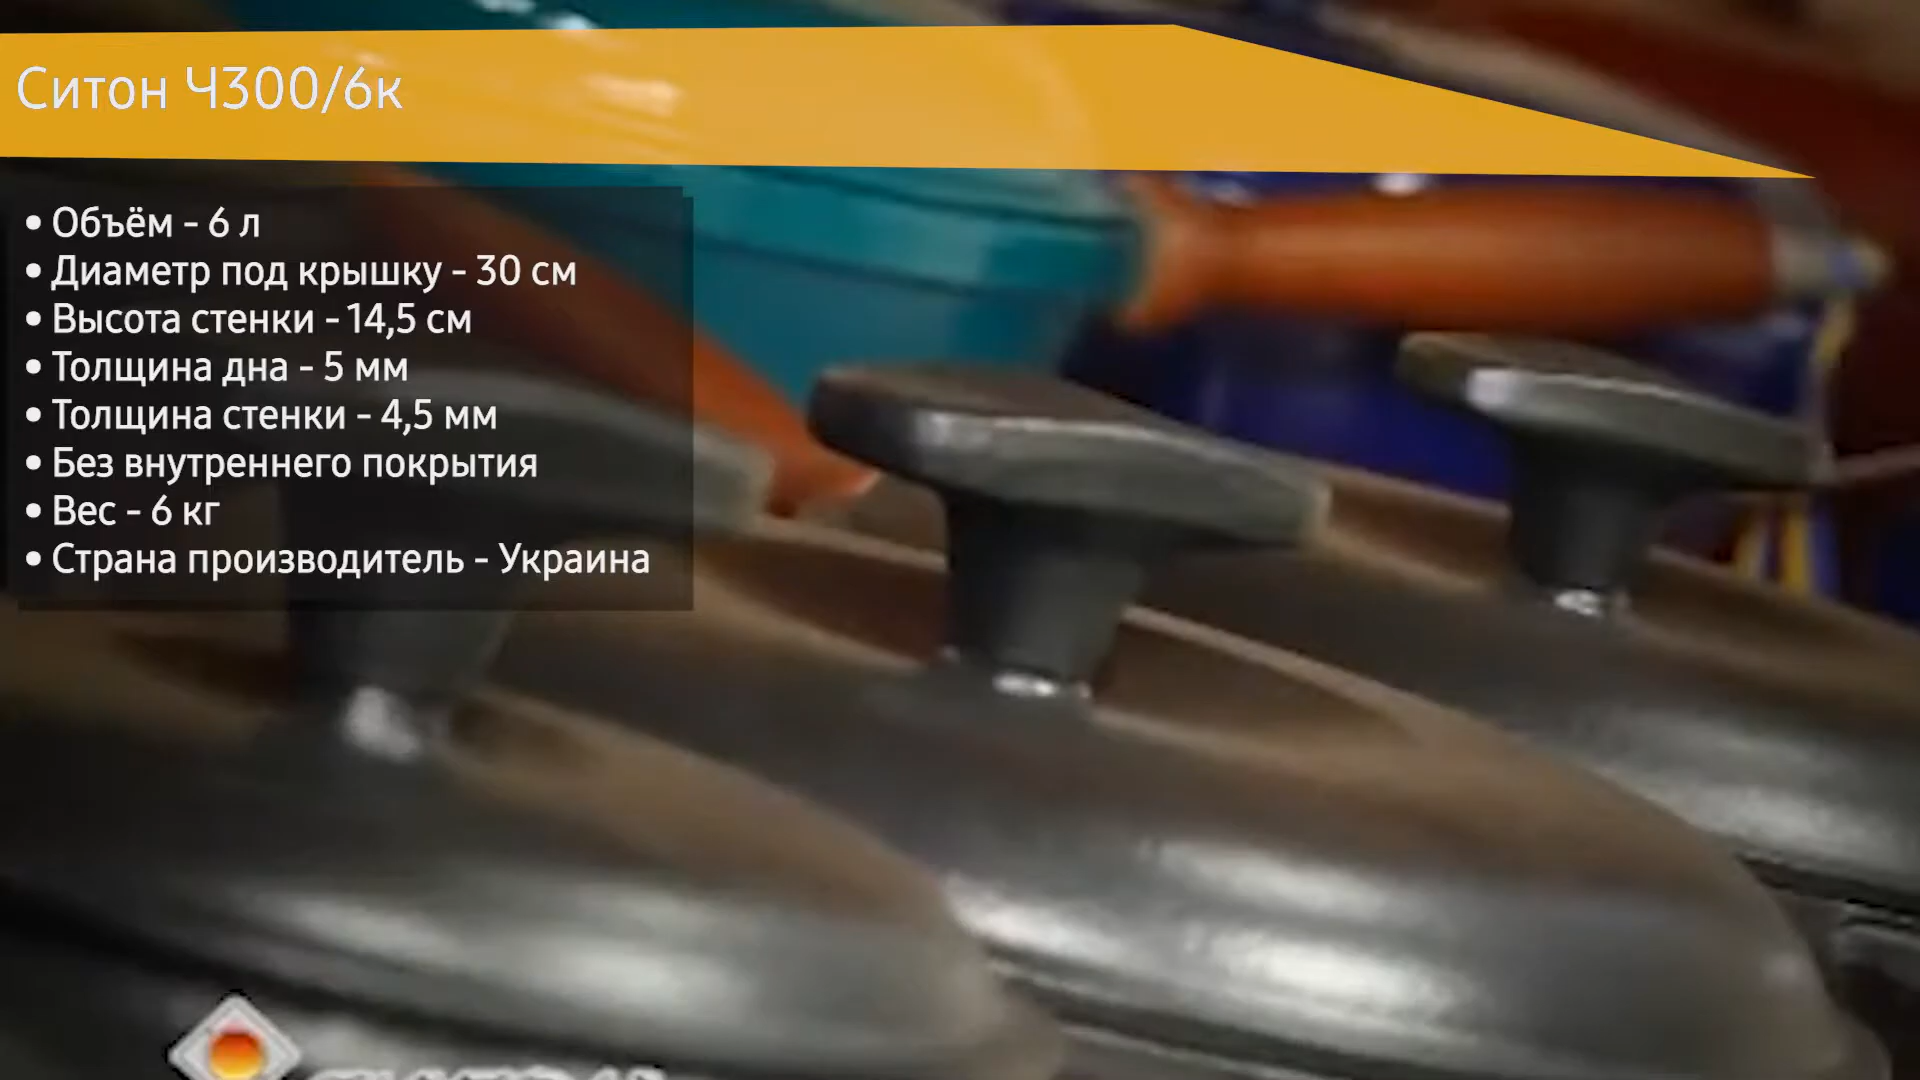 Ситон Ч300/6к
• Объём - 6 л
• Диаметр под крышку - 30 см
• Высота стенки - 14,5 см
• Толщина дна - 5 мм
• Толщина стенки - 4,5 мм
• Без внутреннего покрытия
• Вес - 6 кг
• Страна производитель - Украина